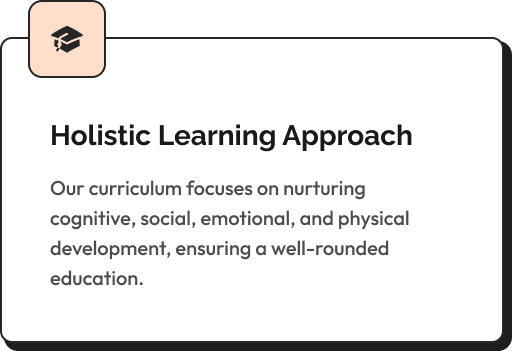 Holistic Learning Approach
Our curriculum focuses on nurturing
cognitive, social, emotional, and physical
development, ensuring a well-rounded
education.